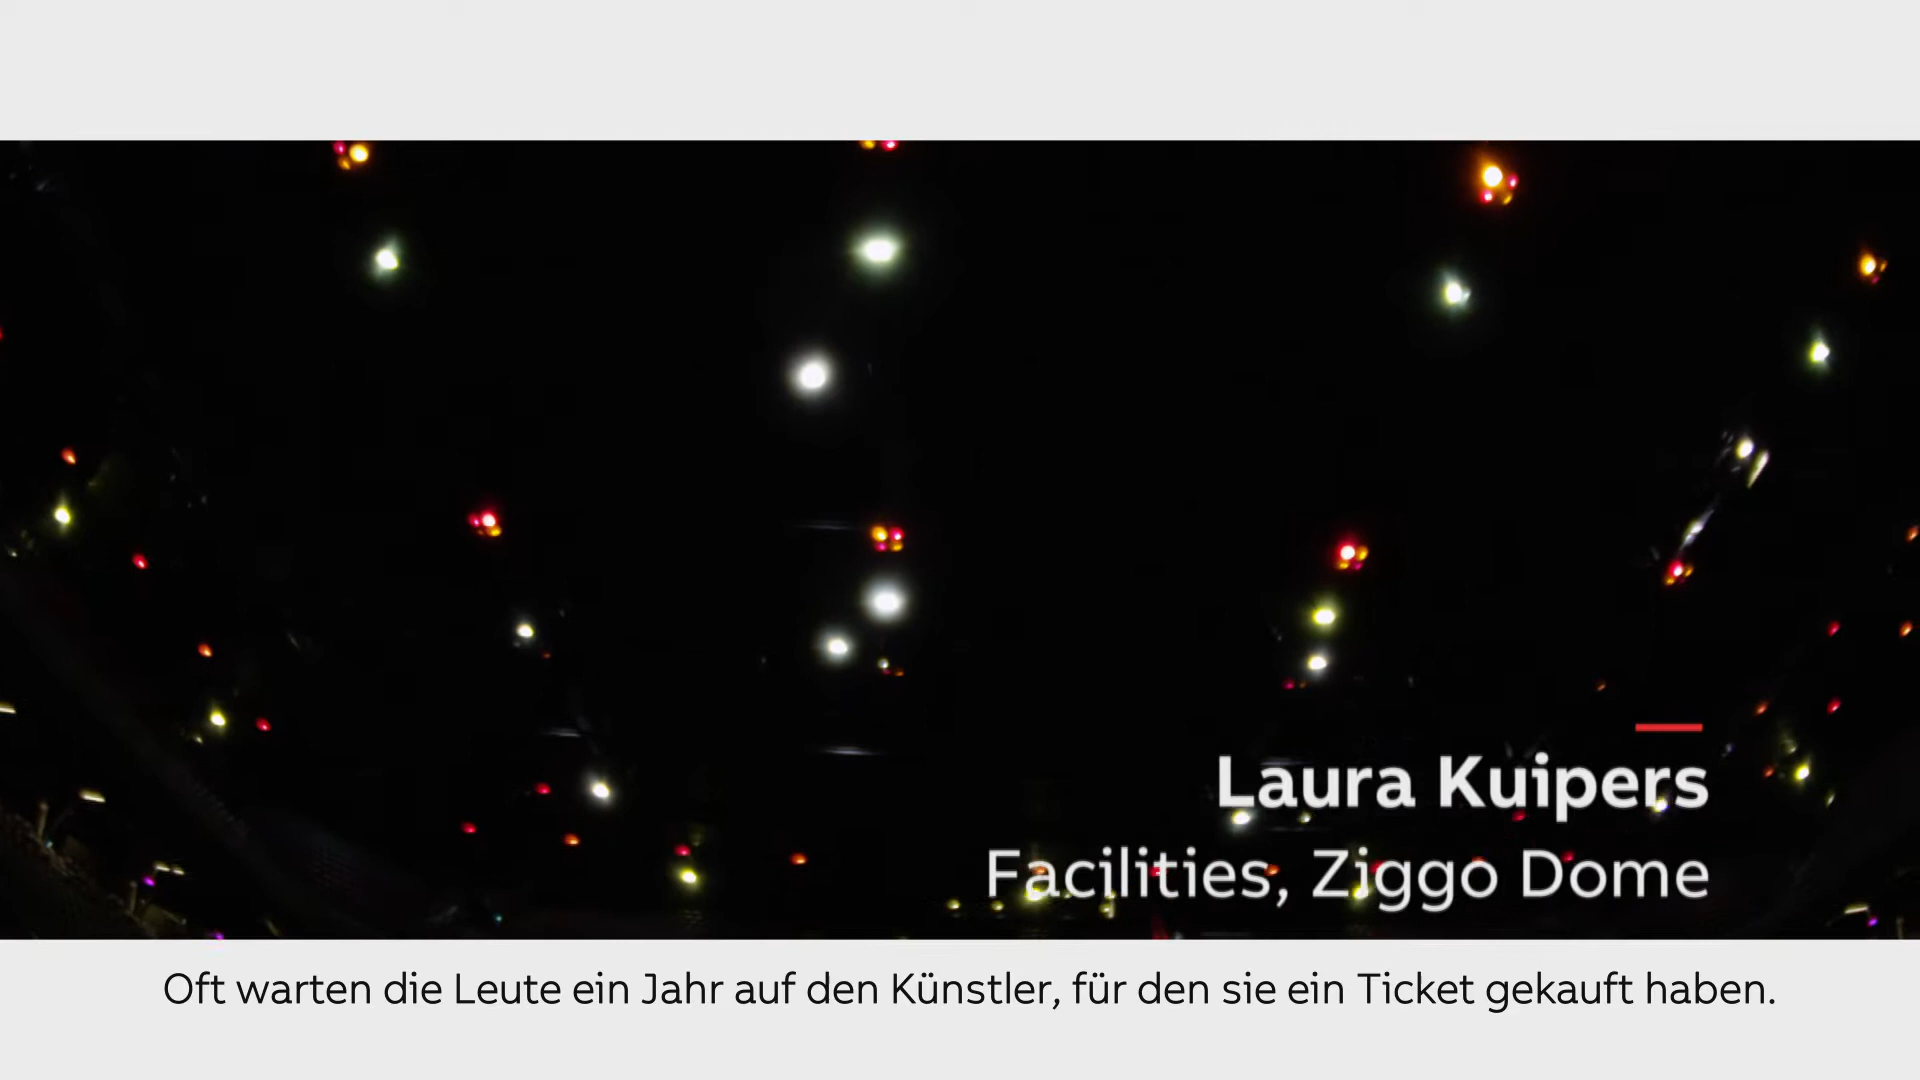 Laura Kuipers
Facilities, Ziggo Dome
Oft warten die Leute ein Jahr auf den Künstler, für den sie ein Ticket gekauft haben.